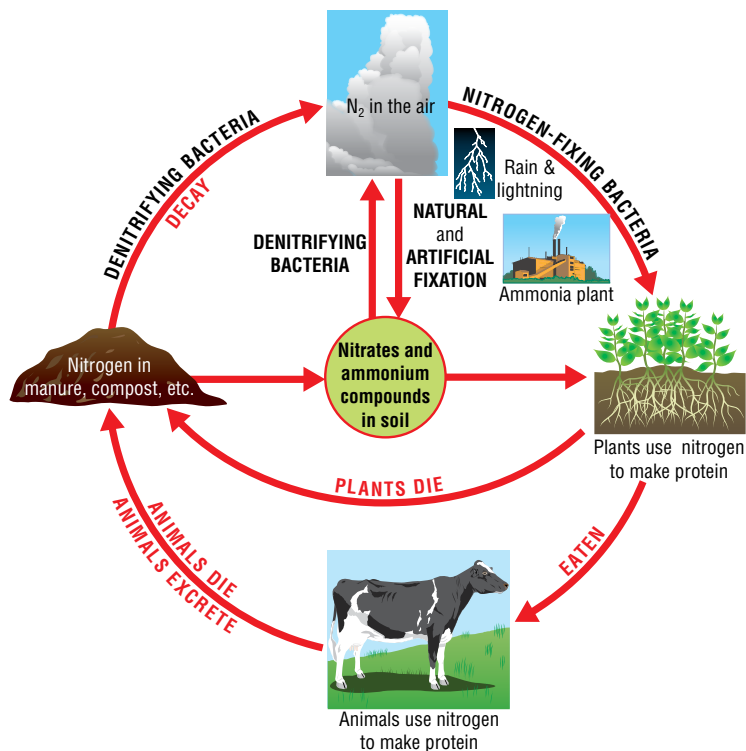 N₂ in the air
NITROGEN-FIXING BACTERIA
Rain &
lightning
DENITRIFYING BACTERIA
DECAY
DENITRIFYING
BACTERIA
NATURAL
and
ARTIFICIAL
FIXATION
Ammonia plant
Nitrogen in
manure, compost, etc.
Nitrates and
ammonium
compounds
in soil
Plants use nitrogen
to make protein
PLANTS DIE
EATEN
ANIMALS DIE
ANIMALS EXCRETE
Animals use nitrogen
to make protein